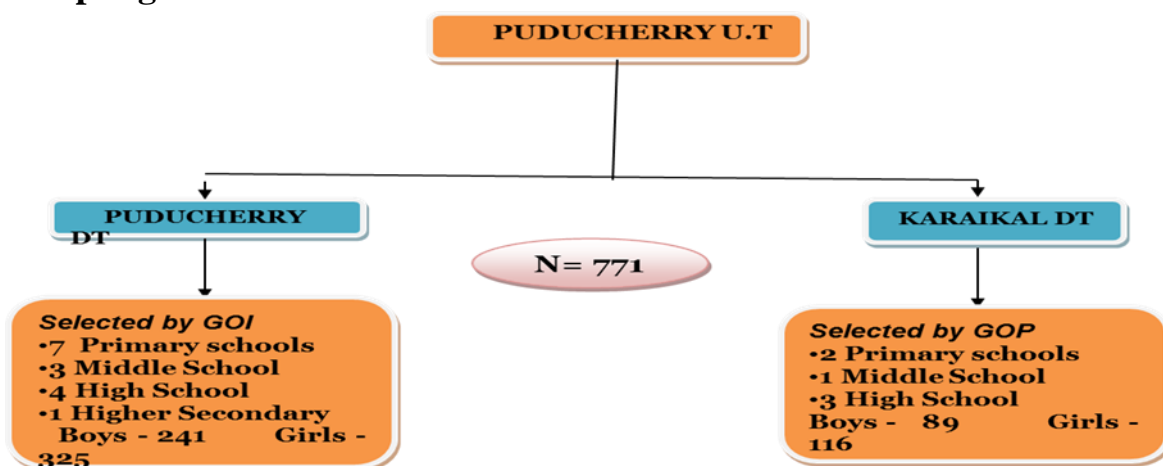 PUDUCHERRY U.T
PUDUCHERRY
DT
KARAIKAL DT
N= 771
Selected by GOI
•7 Primary schools
•3 Middle School
•4 High School
•1 Higher Secondary
Boys - 241 Girls -
325
Selected by GOP
•2 Primary schools
•1 Middle School
•3 High School
Boys - 89 Girls -
116